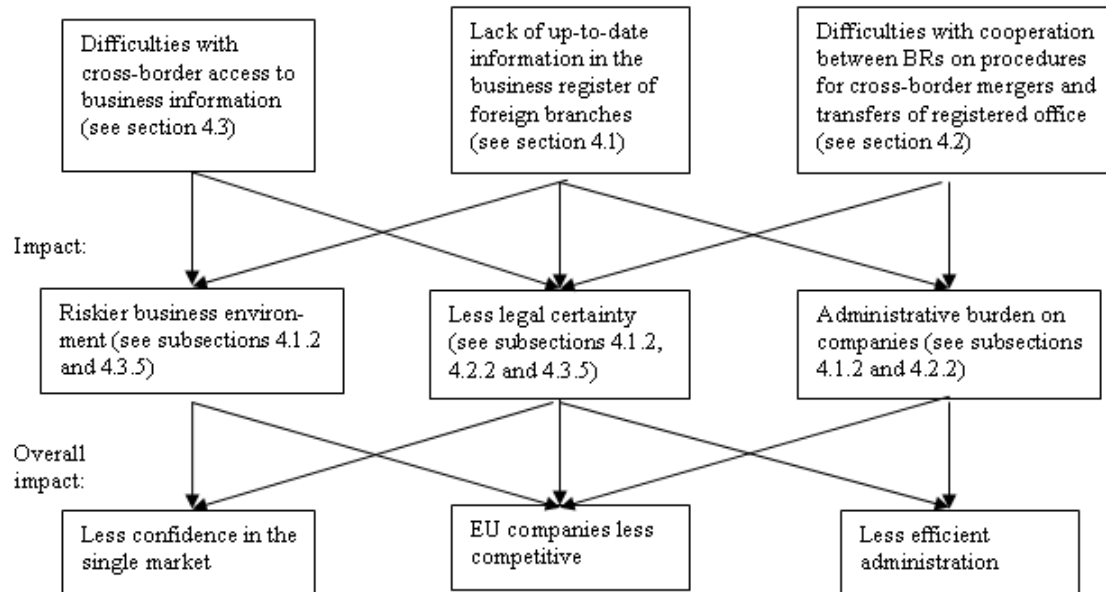 Difficulties with
cross-border access to
business information
(see section 4.3)
Lack of up-to-date
information in the
business register of
foreign branches
(see section 4.1)
Difficulties with cooperation
between BRs on procedures
for cross-border mergers and
transfers of registered office
(see section 4.2)
Impact:
Riskier business environ-
ment (see subsections 4.1.2
and 4.3.5)
Less legal certainty
(see subsections 4.1.2,
4.2.2 and 4.3.5)
Administrative burden on
companies (see subsections
4.1.2 and 4.2.2)
Overall
impact:
Less confidence in the
single market
EU companies less
competitive
Less efficient
administration